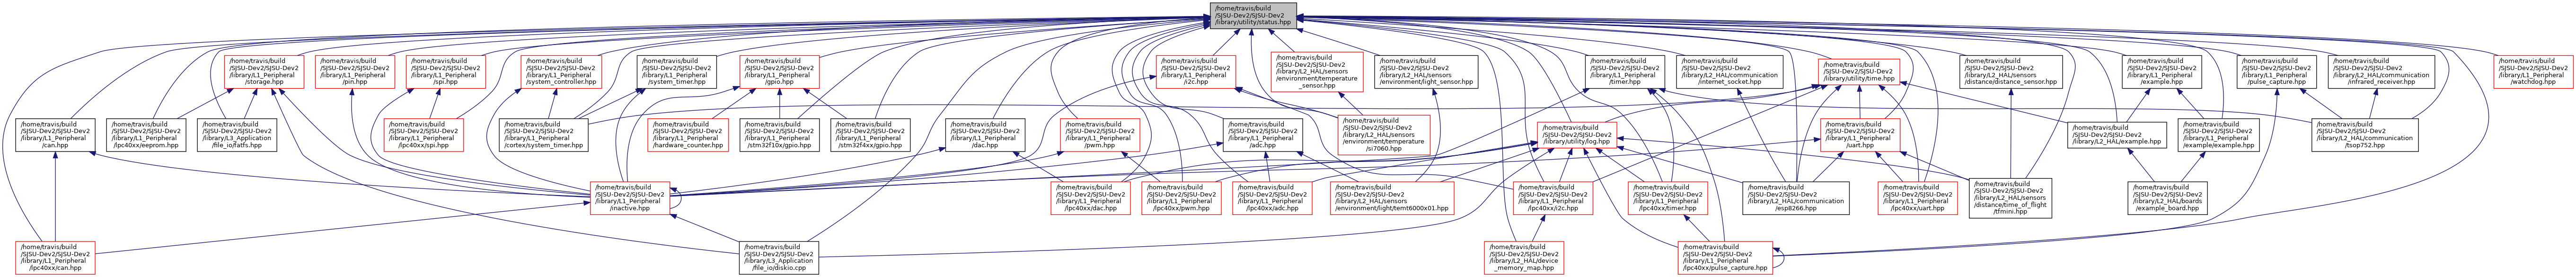 /home/travis/build
/SJSU-Dev2/SJSU-Dev2
/library/utility/status.hpp
/home/travis/build
/SJSU-Dev2/SJSU-Dev2
/library/L1_Peripheral
/storage.hpp
/home/travis/build
/SJSU-Dev2/SJSU-Dev2
/library/L1_Peripheral
/pin.hpp
/home/travis/build
/SJSU-Dev2/SJSU-Dev2
/library/L1_Peripheral
/spi.hpp
/home/travis/build
/SJSU-Dev2/SJSU-Dev2
/library/L1_Peripheral
/system_controller.hpp
/home/travis/build
/SJSU-Dev2/SJSU-Dev2
/library/L1_Peripheral
/system_timer.hpp
/home/travis/build
/SJSU-Dev2/SJSU-Dev2
/library/L1_Peripheral
/gpio.hpp
/home/travis/build
/SJSU-Dev2/SJSU-Dev2
/library/L1_Peripheral
/i2c.hpp
/home/travis/build
/SJSU-Dev2/SJSU-Dev2
/library/L2_HAL/sensors
/environment/temperature
_sensor.hpp
/home/travis/build
/SJSU-Dev2/SJSU-Dev2
/library/L2_HAL/sensors
/environment/light_sensor.hpp
/home/travis/build
/SJSU-Dev2/SJSU-Dev2
/library/L1_Peripheral
/timer.hpp
/home/travis/build
/SJSU-Dev2/SJSU-Dev2
/library/L2_HAL/communication
/internet_socket.hpp
/home/travis/build
/SJSU-Dev2/SJSU-Dev2
/library/utility/time.hpp
/home/travis/build
/SJSU-Dev2/SJSU-Dev2
/library/L2_HAL/sensors
/distance/distance_sensor.hpp
/home/travis/build
/SJSU-Dev2/SJSU-Dev2
/library/L1_Peripheral
/example.hpp
/home/travis/build
/SJSU-Dev2/SJSU-Dev2
/library/L1_Peripheral
/pulse_capture.hpp
/home/travis/build
/SJSU-Dev2/SJSU-Dev2
/library/L2_HAL/communication
/infrared_receiver.hpp
/home/travis/build
/SJSU-Dev2/SJSU-Dev2
/library/L1_Peripheral
/watchdog.hpp
/home/travis/build
/SJSU-Dev2/SJSU-Dev2
/library/L1_Peripheral
/can.hpp
/home/travis/build
/SJSU-Dev2/SJSU-Dev2
/library/L1_Peripheral
/lpc40xx/eeprom.hpp
/home/travis/build
/SJSU-Dev2/SJSU-Dev2
/library/L3_Application
/file_io/fatfs.hpp
/home/travis/build
/SJSU-Dev2/SJSU-Dev2
/library/L1_Peripheral
/lpc40xx/spi.hpp
/home/travis/build
/SJSU-Dev2/SJSU-Dev2
/library/L1_Peripheral
/cortex/system_timer.hpp
/home/travis/build
/SJSU-Dev2/SJSU-Dev2
/library/L1_Peripheral
/hardware_counter.hpp
/home/travis/build
/SJSU-Dev2/SJSU-Dev2
/library/L1_Peripheral
/stm32f10x/gpio.hpp
/home/travis/build
/SJSU-Dev2/SJSU-Dev2
/library/L1_Peripheral
/stm32f4xx/gpio.hpp
/home/travis/build
/SJSU-Dev2/SJSU-Dev2
/library/L1_Peripheral
/dac.hpp
/home/travis/build
/SJSU-Dev2/SJSU-Dev2
/library/L1_Peripheral
/pwm.hpp
/home/travis/build
/SJSU-Dev2/SJSU-Dev2
/library/L1_Peripheral
/adc.hpp
/home/travis/build
/SJSU-Dev2/SJSU-Dev2
/library/L2_HAL/sensors
/environment/temperature
/si7060.hpp
/home/travis/build
/SJSU-Dev2/SJSU-Dev2
/library/utility/log.hpp
/home/travis/build
/SJSU-Dev2/SJSU-Dev2
/library/L1_Peripheral
/uart.hpp
/home/travis/build
/SJSU-Dev2/SJSU-Dev2
/library/L2_HAL/example.hpp
/home/travis/build
/SJSU-Dev2/SJSU-Dev2
/library/L1_Peripheral
/example/example.hpp
/home/travis/build
/SJSU-Dev2/SJSU-Dev2
/library/L2_HAL/communication
/tsop752.hpp
/home/travis/build
/SJSU-Dev2/SJSU-Dev2
/library/L1_Peripheral
/inactive.hpp
/home/travis/build
/SJSU-Dev2/SJSU-Dev2
/library/L1_Peripheral
/lpc40xx/dac.hpp
/home/travis/build
/SJSU-Dev2/SJSU-Dev2
/library/L1_Peripheral
/lpc40xx/pwm.hpp
/home/travis/build
/SJSU-Dev2/SJSU-Dev2
/library/L1_Peripheral
/lpc40xx/adc.hpp
/home/travis/build
/SJSU-Dev2/SJSU-Dev2
/library/L2_HAL/sensors
/environment/light/temt6000x01.hpp
/home/travis/build
/SJSU-Dev2/SJSU-Dev2
/library/L1_Peripheral
/lpc40xx/i2c.hpp
/home/travis/build
/SJSU-Dev2/SJSU-Dev2
/library/L1_Peripheral
/lpc40xx/timer.hpp
/home/travis/build
/SJSU-Dev2/SJSU-Dev2
/library/L2_HAL/communication
/esp8266.hpp
/home/travis/build
/SJSU-Dev2/SJSU-Dev2
/library/L1_Peripheral
/lpc40xx/uart.hpp
/home/travis/build
/SJSU-Dev2/SJSU-Dev2
/library/L2_HAL/sensors
/distance/time_of_flight
/tfmini.hpp
/home/travis/build
/SJSU-Dev2/SJSU-Dev2
/library/L2_HAL/boards
/example_board.hpp
/home/travis/build
/SJSU-Dev2/SJSU-Dev2
/library/L1_Peripheral
/lpc40xx/can.hpp
/home/travis/build
/SJSU-Dev2/SJSU-Dev2
/library/L3_Application
/file_io/diskio.cpp
/home/travis/build
/SJSU-Dev2/SJSU-Dev2
/library/L2_HAL/device
_memory_map.hpp
/home/travis/build
/SJSU-Dev2/SJSU-Dev2
/library/L1_Peripheral
/lpc40xx/pulse_capture.hpp